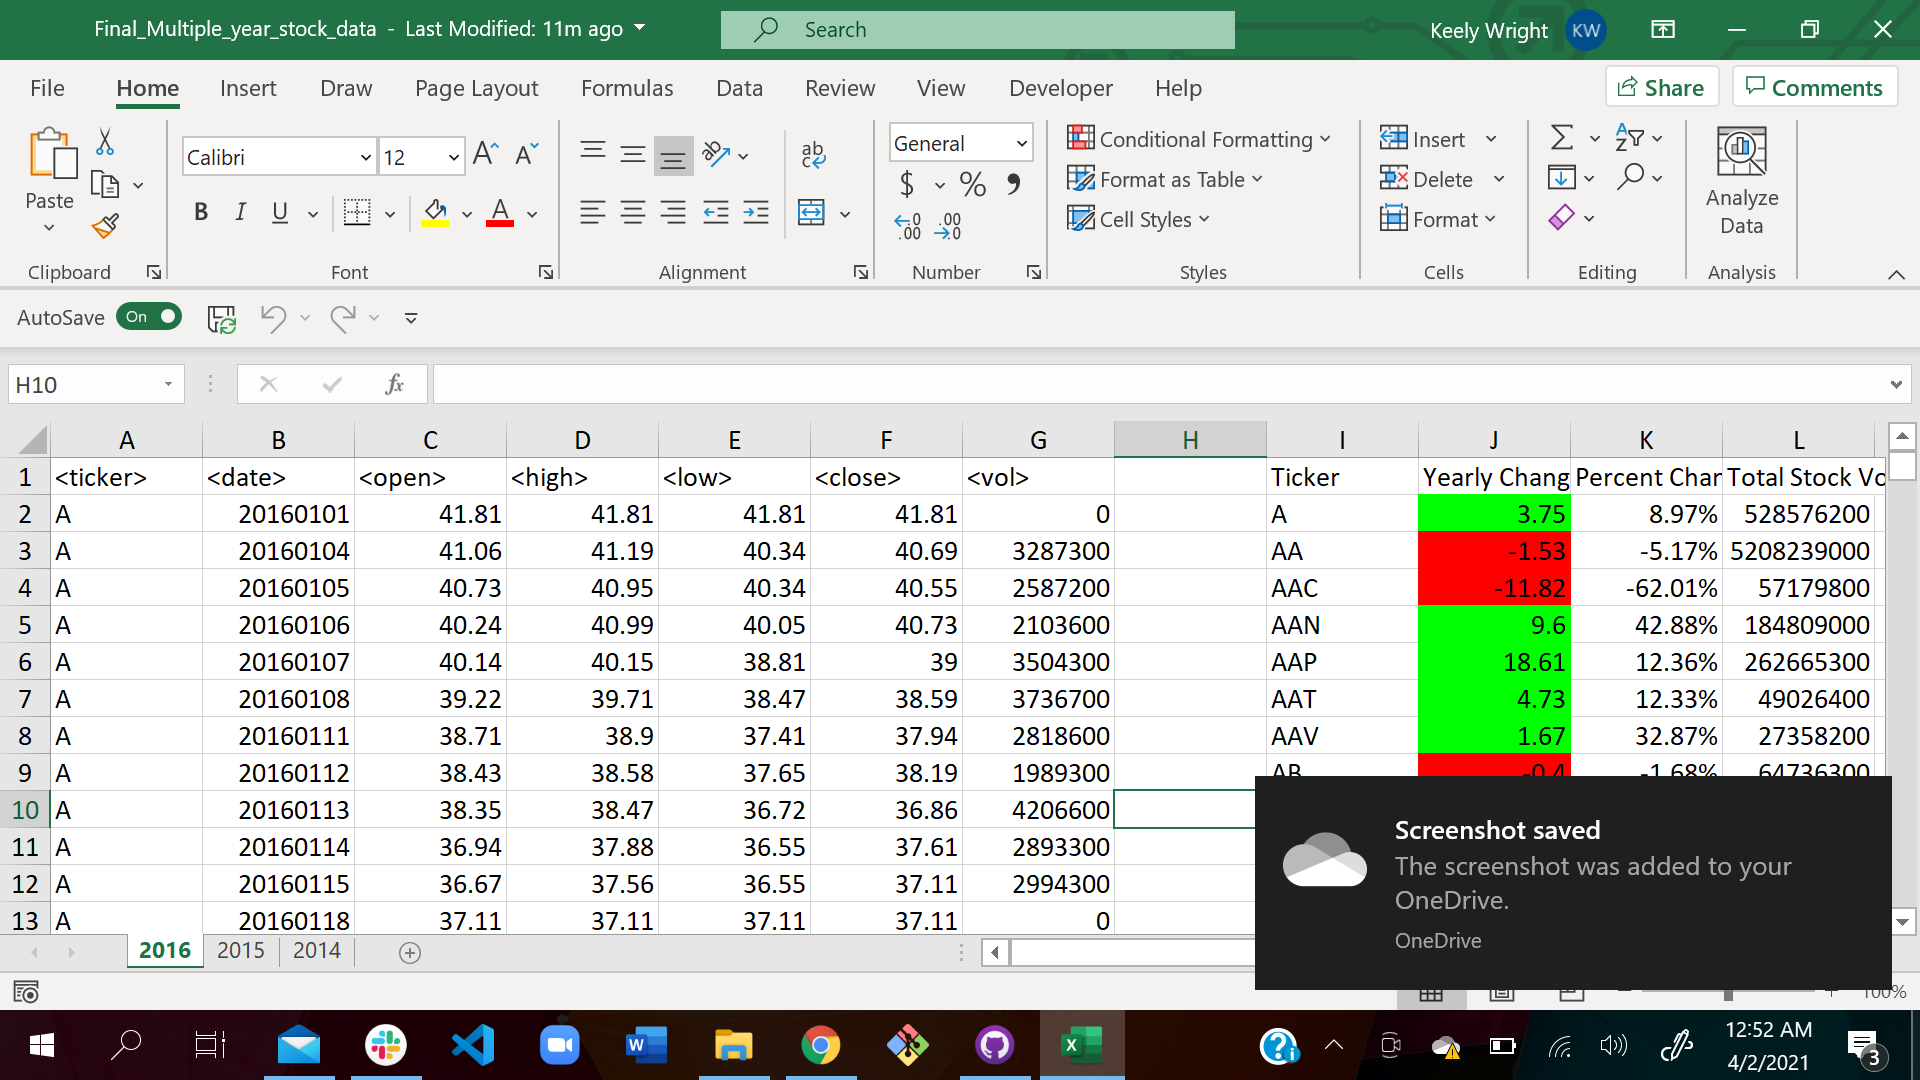 Final_Multiple_year_stock_data - Last Modified: 11m ago
Search
Keely Wright KW
File Home Insert Draw Page Layout Formulas Data Review View Developer Help Share Comments
Paste
Clipboard
Calibri 12
B I U
Font
ab
Alignment
General
$ % 9
Number
Conditional Formatting
Format as Table
Cell Styles
Styles
Insert
Delete
Format
Cells
Editing
Analyze
Data
Analysis
AutoSave On
H10 fx
A B C D E F G H I J K L
1 <ticker> <date> <open> <high> <low> <close> <vol> Ticker Yearly Chang Percent Char Total Stock Vo
2 A 20160101 41.81 41.81 41.81 41.81 0 A 3.75 8.97% 528576200
3 A 20160104 41.06 41.19 40.34 40.69 3287300 AA -1.53 -5.17% 5208239000
4 A 20160105 40.73 40.95 40.34 40.55 2587200 AAC -11.82 -62.01% 57179800
5 A 20160106 40.24 40.99 40.05 40.73 2103600 AAN 9.6 42.88% 184809000
6 A 20160107 40.14 40.15 38.81 39 3504300 AAP 18.61 12.36% 262665300
7 A 20160108 39.22 39.71 38.47 38.59 3736700 AAT 4.73 12.33% 49026400
8 A 20160111 38.71 38.9 37.41 37.94 2818600 AAV 1.67 32.87% 27358200
9 A 20160112 38.43 38.58 37.65 38.19 1989300 AB -0.4 -1.68% 64736300
10 A 20160113 38.35 38.47 36.72 36.86 4206600
11 A 20160114 36.94 37.88 36.55 37.61 2893300
12 A 20160115 36.67 37.56 36.55 37.11 2994300
13 A 20160118 37.11 37.11 37.11 37.11 0
Screenshot saved
The screenshot was added to your
OneDrive.
OneDrive
2016 2015 2014
100%
12:52 AM
4/2/2021
3